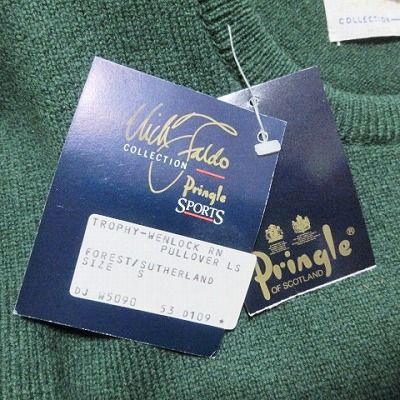 COLLECTION
Nick Faldo
COLLECTION
Pringle
SPORTS
TROPHY-WENLOCK RN
PULLOVER LS
FOREST/SUTHERLAND
SIZE S
DJ W5090 53 0109 *
Pringle
OF SCOTLAND